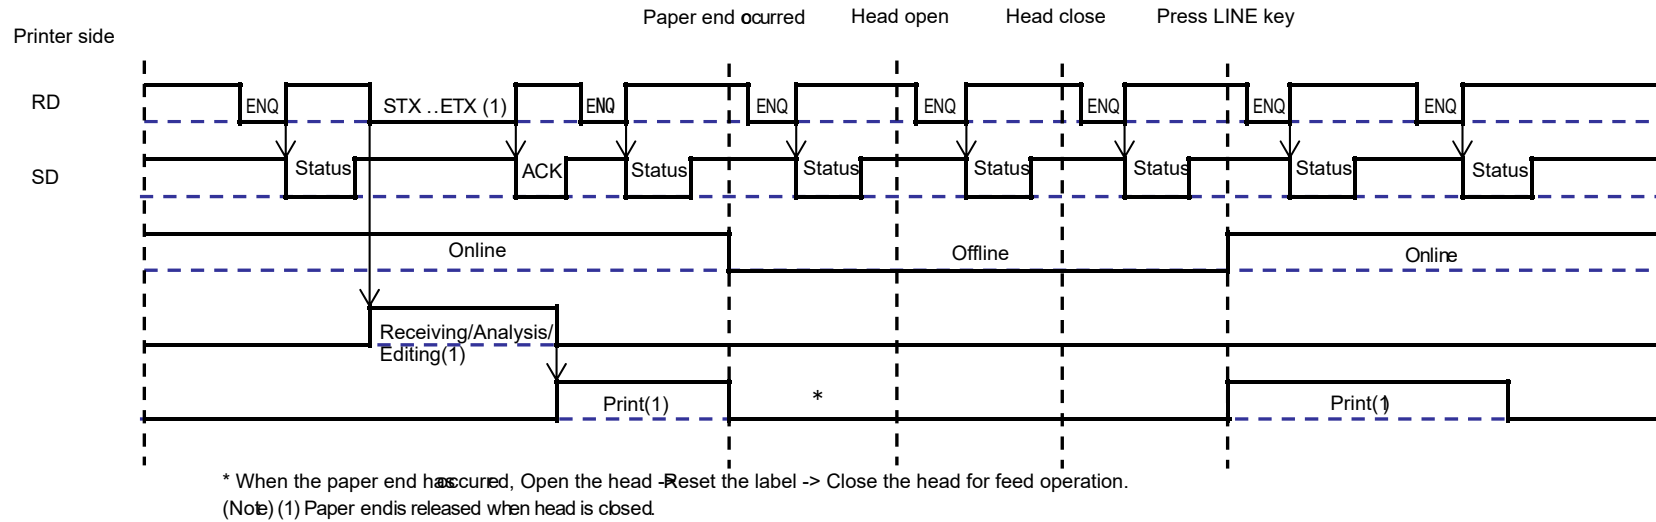 Paper end ocurred Head open Head close Press LINE key
Printer side
RD ENQ STX ..ETX (1) ENQ ENQ ENQ ENQ ENQ ENQ
SD Status ACK Status Status Status Status Status Status
Online Offline Online
Receiving/Analysis/
Editing(1)
Print(1) * Print(1)
* When the paper end has occurred, Open the head -> Reset the label -> Close the head for feed operation.
(Note) (1) Paper end is released when head is closed.